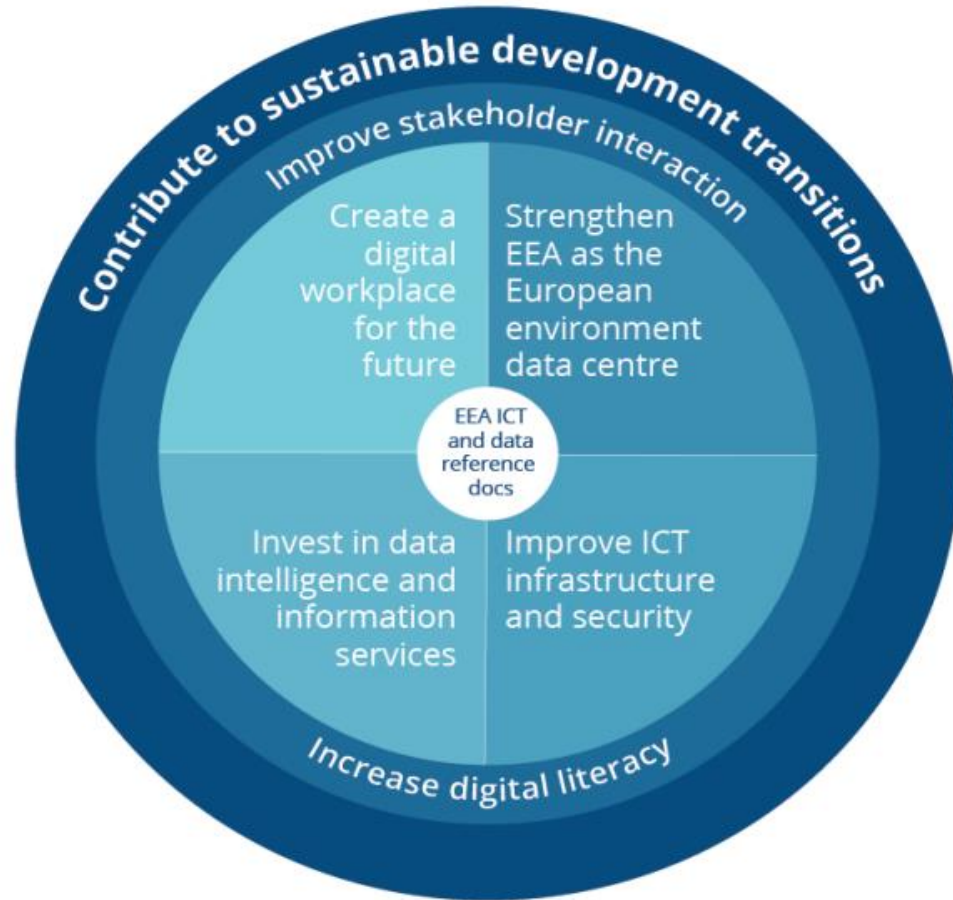 Contribute to sustainable development transitions
Improve stakeholder interaction
Create a
digital
workplace
for the
future
Strengthen
EEA as the
European
environment
data centre
EEA ICT
and data
reference
docs
Invest in data
intelligence and
information
services
Improve ICT
infrastructure
and security
Increase digital literacy